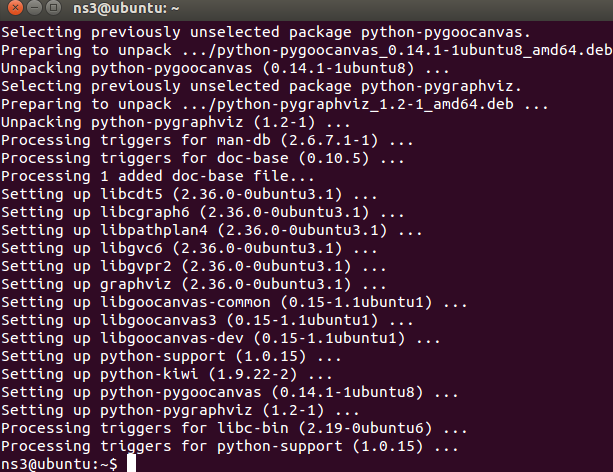 ns3@ubuntu: ~
Selecting previously unselected package python-pygoocanvas.
Preparing to unpack .../python-pygoocanvas_0.14.1-1ubuntu8_amd64.deb
Unpacking python-pygoocanvas (0.14.1-1ubuntu8) ...
Selecting previously unselected package python-pygraphviz.
Preparing to unpack .../python-pygraphviz_1.2-1_amd64.deb ...
Unpacking python-pygraphviz (1.2-1) ...
Processing triggers for man-db (2.6.7.1-1) ...
Processing triggers for doc-base (0.10.5) ...
Processing 1 added doc-base file...
Setting up libcdt5 (2.36.0-0ubuntu3.1) ...
Setting up libcgraph6 (2.36.0-0ubuntu3.1) ...
Setting up libpathplan4 (2.36.0-0ubuntu3.1) ...
Setting up libgvc6 (2.36.0-0ubuntu3.1) ...
Setting up libgvpr2 (2.36.0-0ubuntu3.1) ...
Setting up graphviz (2.36.0-0ubuntu3.1) ...
Setting up libgoocanvas-common (0.15-1.1ubuntu1) ...
Setting up libgoocanvas3 (0.15-1.1ubuntu1) ...
Setting up libgoocanvas-dev (0.15-1.1ubuntu1) ...
Setting up python-support (1.0.15) ...
Setting up python-kiwi (1.9.22-2) ...
Setting up python-pygoocanvas (0.14.1-1ubuntu8) ...
Setting up python-pygraphviz (1.2-1) ...
Processing triggers for libc-bin (2.19-0ubuntu6) ...
Processing triggers for python-support (1.0.15) ...
ns3@ubuntu:~$